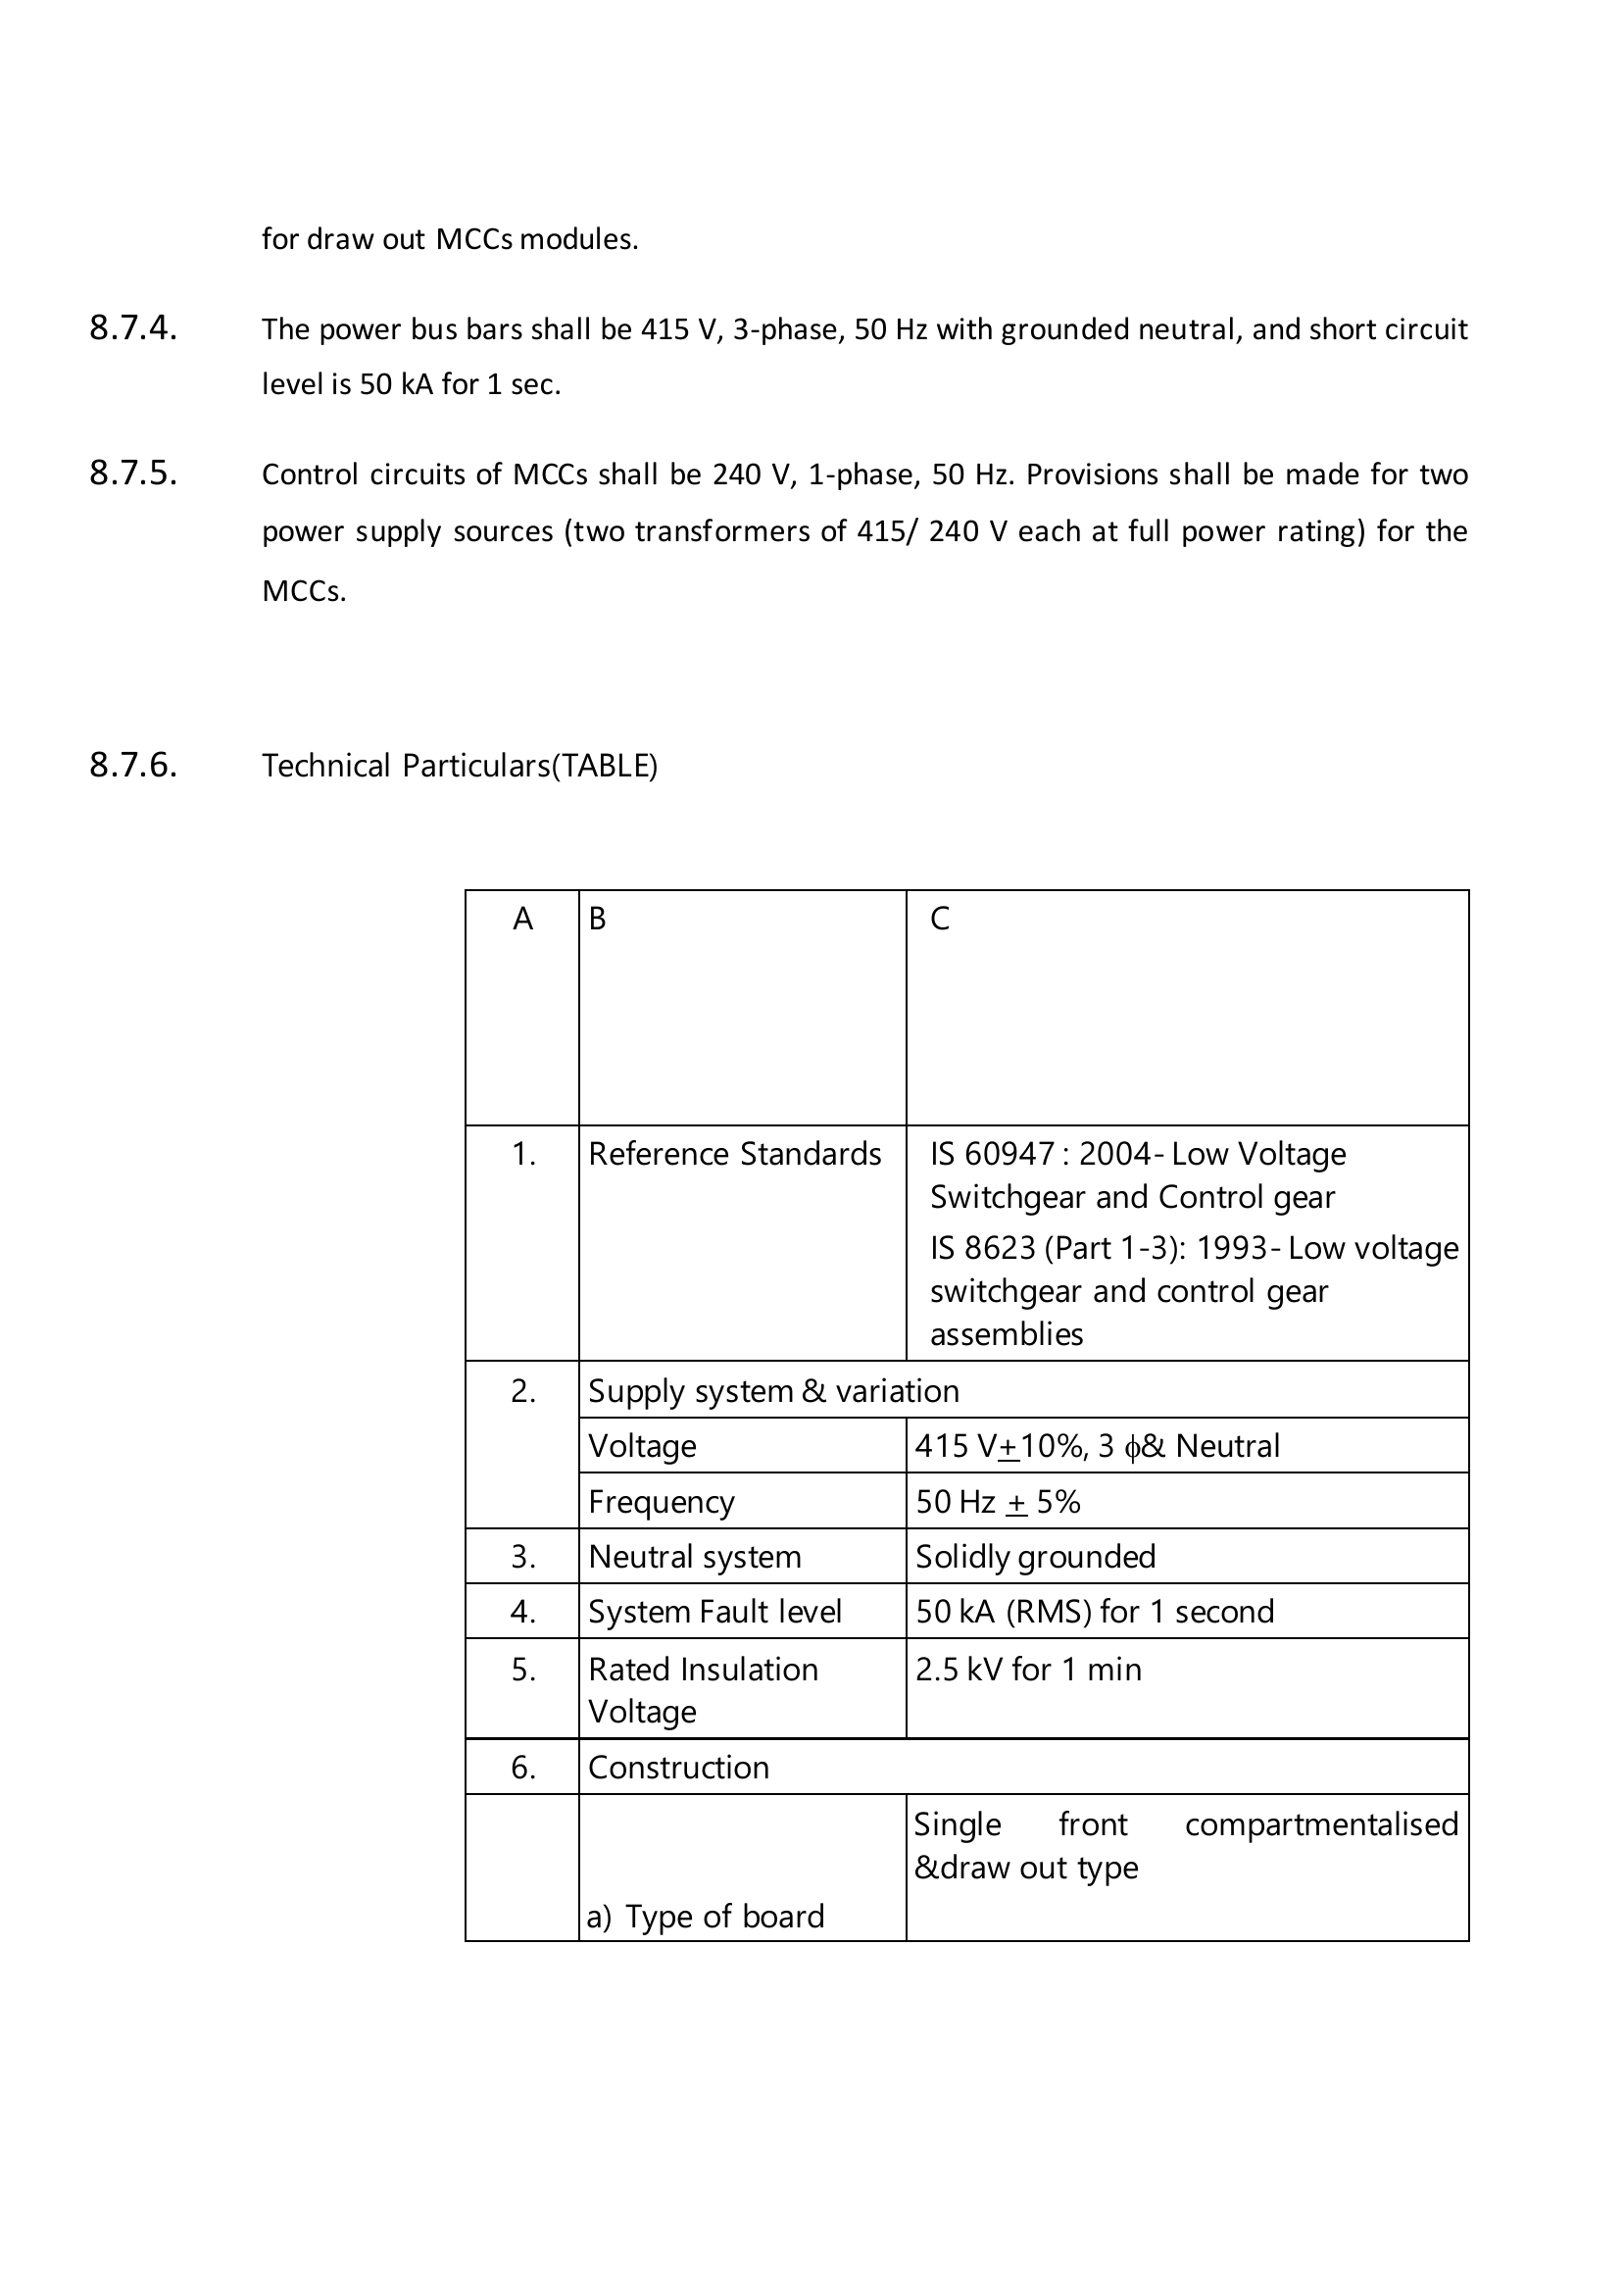 for draw out MCCs modules.
8.7.4. The power bus bars shall be 415 V, 3-phase, 50 Hz with grounded neutral, and short circuit
level is 50 kA for 1 sec.
8.7.5. Control circuits of MCCs shall be 240 V, 1-phase, 50 Hz. Provisions shall be made for two
power supply sources (two transformers of 415/ 240 V each at full power rating) for the
MCCs.
8.7.6. Technical Particulars(TABLE)
A B C
1. Reference Standards IS 60947 : 2004- Low Voltage
Switchgear and Control gear
IS 8623 (Part 1-3): 1993- Low voltage
switchgear and control gear
assemblies
2. Supply system & variation
Voltage 415 V±10%, 3 ϕ& Neutral
Frequency 50 Hz ± 5%
3. Neutral system Solidly grounded
4. System Fault level 50 kA (RMS) for 1 second
5. Rated Insulation 2.5 kV for 1 min
Voltage
6. Construction
Single front compartmentalised
&draw out type
a) Type of board